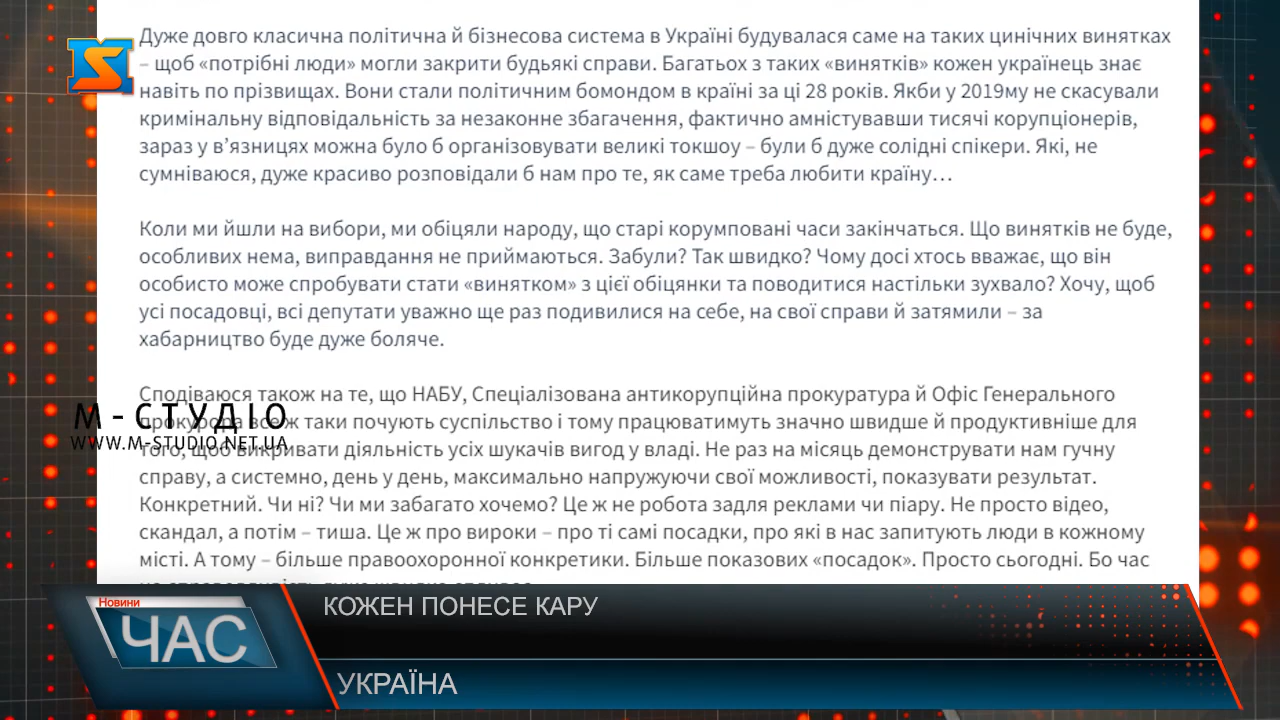 Дуже довго класична політична й бізнесова система в Україні будувалася саме на таких цинічних винятках
– щоб «потрібні люди» могли закрити будьякі справи. Багатьох з таких «винятків» кожен українець знає
навіть по прізвищах. Вони стали політичним бомондом в країні за ці 28 років. Якби у 2019му не скасували
кримінальну відповідальність за незаконне збагачення, фактично амністувавши тисячі корупціонерів,
зараз у в’язницях можна було б організовувати великі токшоу – були б дуже солідні спікери. Які, не
сумніваюся, дуже красиво розповідали б нам про те, як саме треба любити країну…
Коли ми йшли на вибори, ми обіцяли народу, що старі корумповані часи закінчаться. Що винятків не буде,
особливих нема, виправдання не приймаються. Забули? Так швидко? Чому досі хтось вважає, що він
особисто може спробувати стати «винятком» з цієї обіцянки та поводитися настільки зухвало? Хочу, щоб
усі посадовці, всі депутати уважно ще раз подивилися на себе, на свої справи й затямили – за
хабарництво буде дуже боляче.
Сподіваюся також на те, що НАБУ, Спеціалізована антикорупційна прокуратура й Офіс Генерального
М-СТУДІО
прокурора все ж таки почують суспільство і тому працюватимуть значно швидше й продуктивніше для
WWW.M-STUDIO.NET.UA
того, щоб викривати діяльність усіх шукачів вигод у владі. Не раз на місяць демонструвати нам гучну
справу, а системно, день у день, максимально напружуючи свої можливості, показувати результат.
Конкретний. Чи ні? Чи ми забагато хочемо? Це ж не робота задля реклами чи піару. Не просто відео,
скандал, а потім – тиша. Це ж про вироки – про ті самі посадки, про які в нас запитують люди в кожному
місті. А тому – більше правоохоронної конкретики. Більше показових «посадок». Просто сьогодні. Бо час
Новини
ЧАС
КОЖЕН ПОНЕСЕ КАРУ
УКРАЇНА